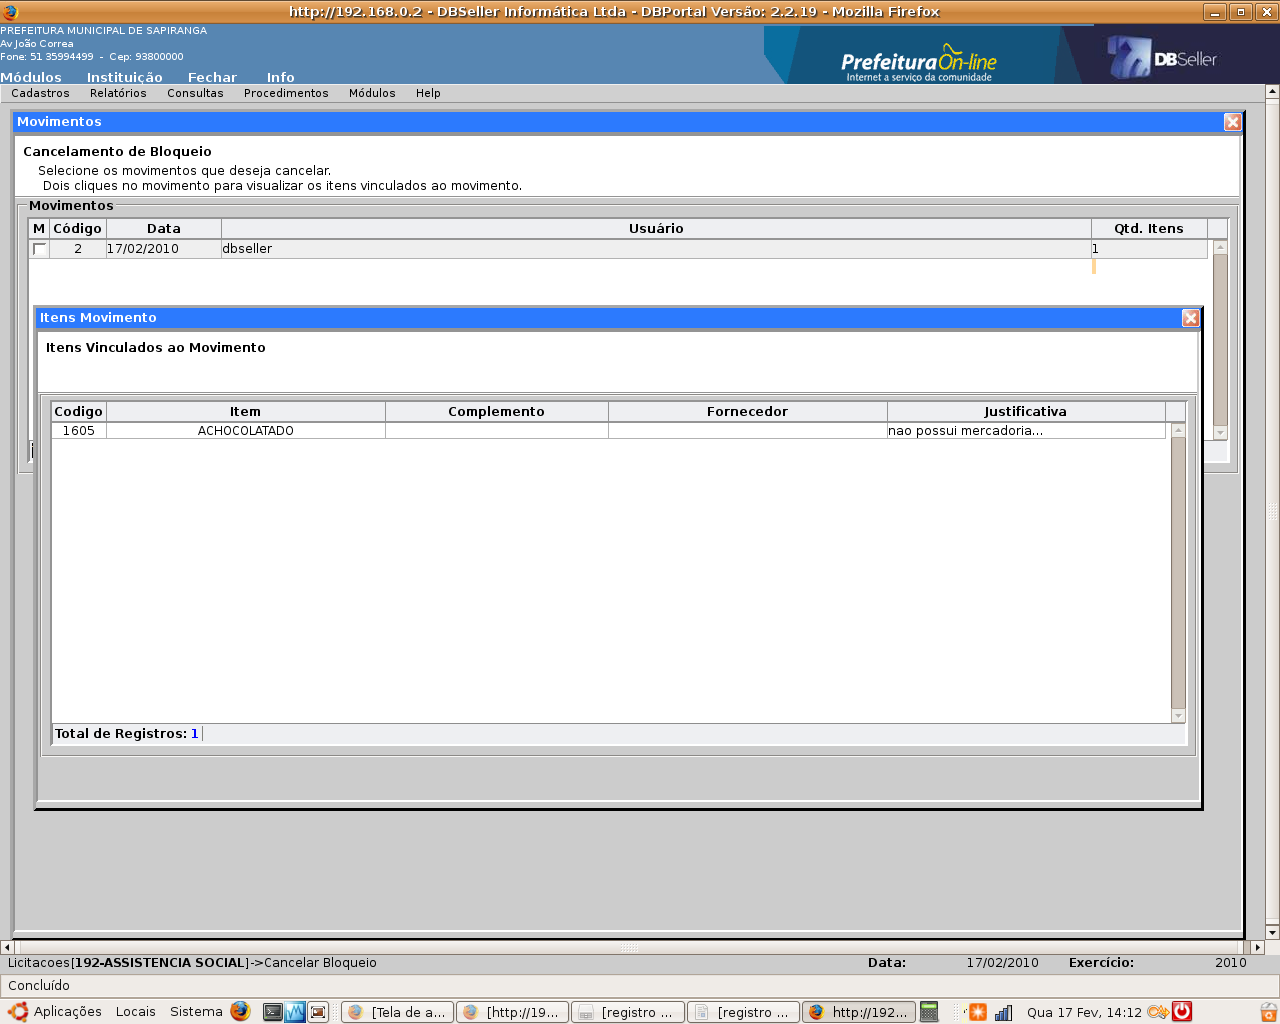 http://192.168.0.2 - DBSeller Informática Ltda - DBPortal Versão: 2.2.19 - Mozilla Firefox
PREFEITURA MUNICIPAL DE SAPIRANGA
Av João Correa
Fone: 51 35994499 - Cep: 93800000
Prefeitura On-line
Internet a serviço da comunidade
DBSeller
Módulos Instituição Fechar Info
Cadastros Relatórios Consultas Procedimentos Módulos Help
Movimentos
Cancelamento de Bloqueio
Selecione os movimentos que deseja cancelar.
Dois cliques no movimento para visualizar os itens vinculados ao movimento.
Movimentos
M Código Data Usuário Qtd. Itens
2 17/02/2010 dbseller 1
Itens Movimento
Itens Vinculados ao Movimento
Codigo Item Complemento Fornecedor Justificativa
1605 ACHOCOLATADO nao possui mercadoria...
Total de Registros: 1
Licitacoes[192-ASSISTENCIA SOCIAL]->Cancelar Bloqueio Data: 17/02/2010 Exercício: 2010
Concluído
Aplicações Locais Sistema [Tela de a... [http://19... [registro ... [registro ... http://192... Qua 17 Fev, 14:12